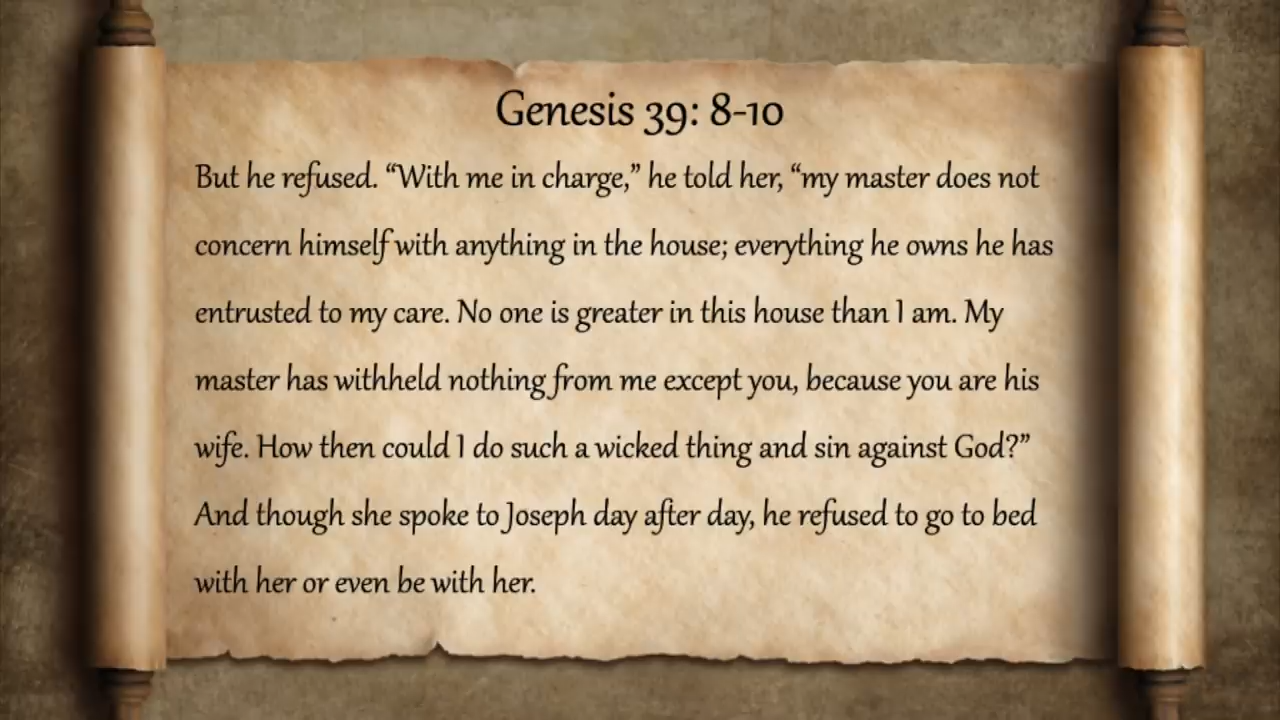 Genesis 39: 8-10
But he refused. “With me in charge,” he told her, “my master does not
concern himself with anything in the house; everything he owns he has
entrusted to my care. No one is greater in this house than I am. My
master has withheld nothing from me except you, because you are his
wife. How then could I do such a wicked thing and sin against God?”
And though she spoke to Joseph day after day, he refused to go to bed
with her or even be with her.